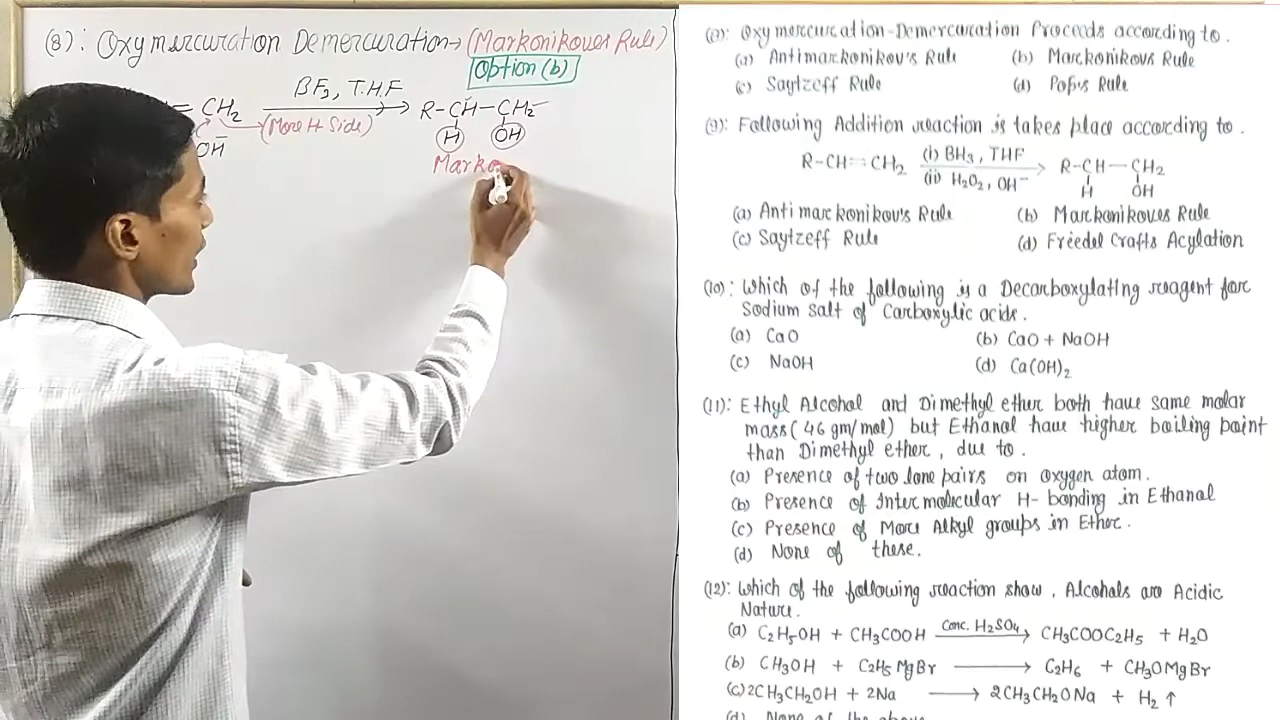 (8): Oxymercuration Demercuration → (Markonikoves Rule)
Option (b)
= CH2 BF3, T.H.F R-CH-CH2-
(More H Side)
OH H OH
Marko
(8): Oxymercuration-Demercuration Proceeds according to.
(a) Antimarkonikov's Rule (b) Markonikovs Rule
(c) Saytzeff Rule (d) Pop's Rule
(9): Following Addition reaction is takes place according to.
R-CH=CH2 (i) BH3, THF (ii) H2O2, OH- → R-CH-CH2
H OH
(a) Antimarkonikov's Rule (b) Markonikoves Rule
(c) Saytzeff Rule (d) Freedel Crafts Acylation
(10): Which of the following is a Decarboxylating reagent for
Sodium salt of Carboxylic acids.
(a) CaO (b) CaO + NaOH
(c) NaOH (d) Ca(OH)2
(11): Ethyl Alcohol and Dimethyl ether both have same molar
mass (46 gm/mol) but Ethanol have higher boiling point
than Dimethyl ether, due to.
(a) Presence of two lone pairs on oxygen atom.
(b) Presence of Intermolicular H-bonding in Ethanol
(c) Presence of More Alkyl groups in Ether.
(d) None of these.
(12): Which of the following reaction show, Alcohols are Acidic
Nature.
(a) C2H5OH + CH3COOH Conc. H2SO4 → CH3COOC2H5 + H2O
(b) CH3OH + C2H5MgBr → C2H6 + CH3OMgBr
(c) 2CH3CH2OH + 2Na → 2CH3CH2ONa + H2 ↑
(d) None of the above